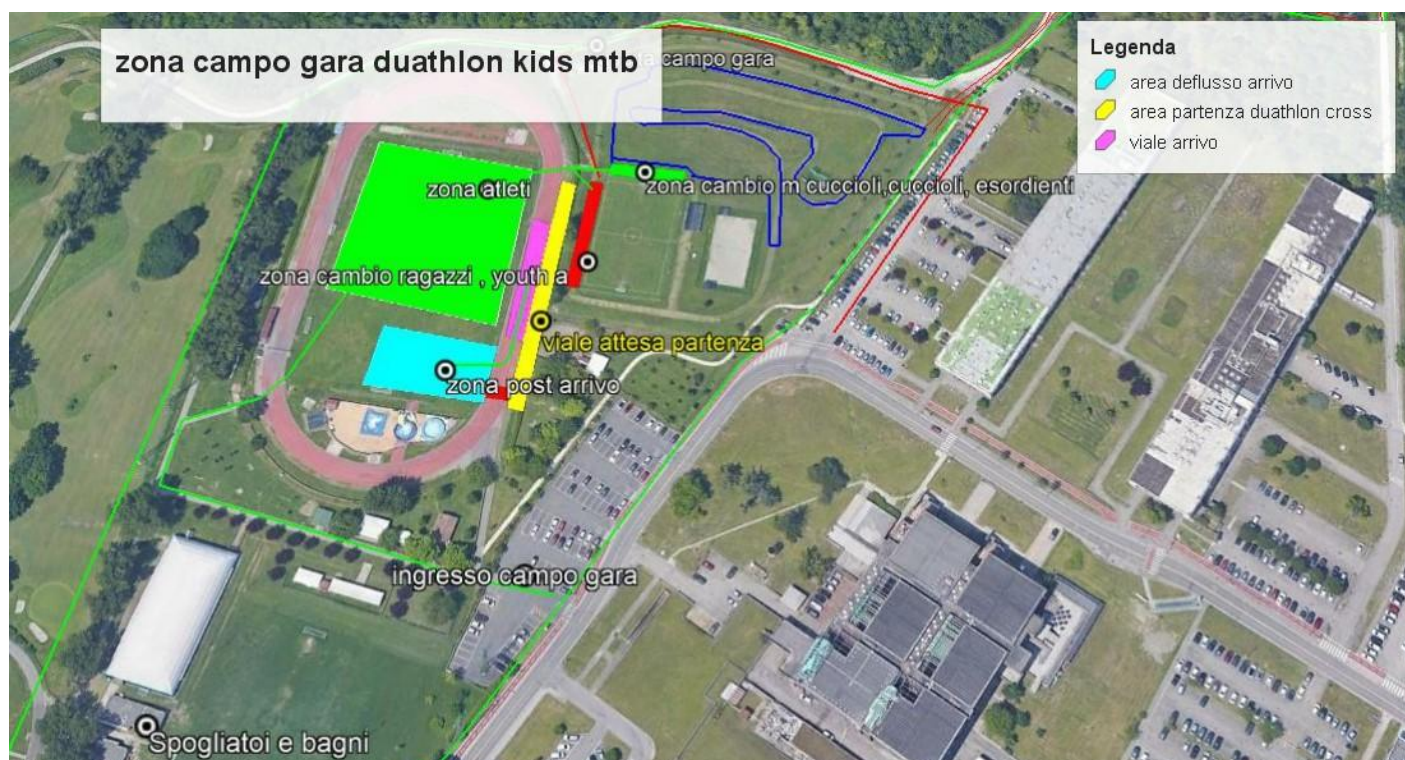 zona campo gara duathlon kids mtb
campo gara
Legenda
area deflusso arrivo
area partenza duathlon cross
viale arrivo
zona atleti
zona cambio m cuccioli,cuccioli, esordienti
zona cambio ragazzi , youth a
viale attesa partenza
zona post arrivo
ingresso campo gara
Spogliatoi e bagni